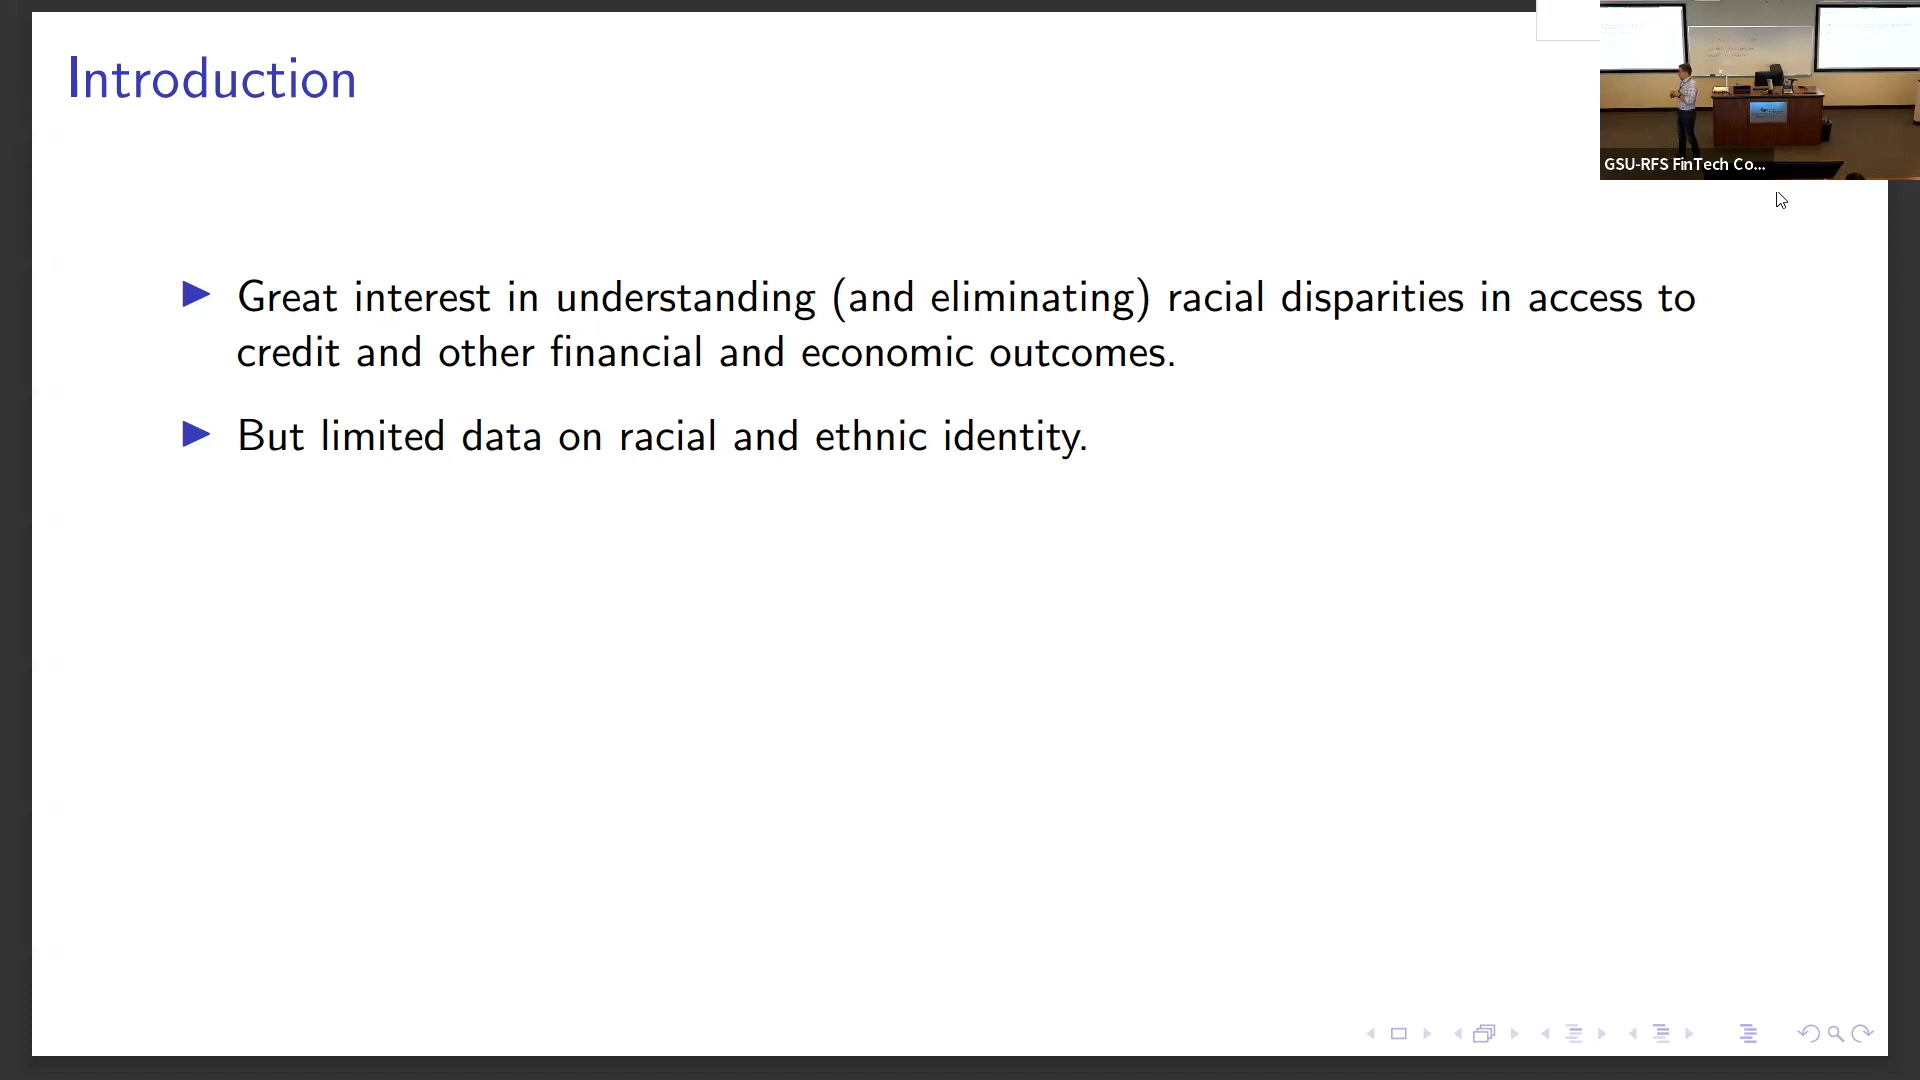 Introduction
GSU-RFS FinTech Co...
Great interest in understanding (and eliminating) racial disparities in access to
credit and other financial and economic outcomes.
But limited data on racial and ethnic identity.